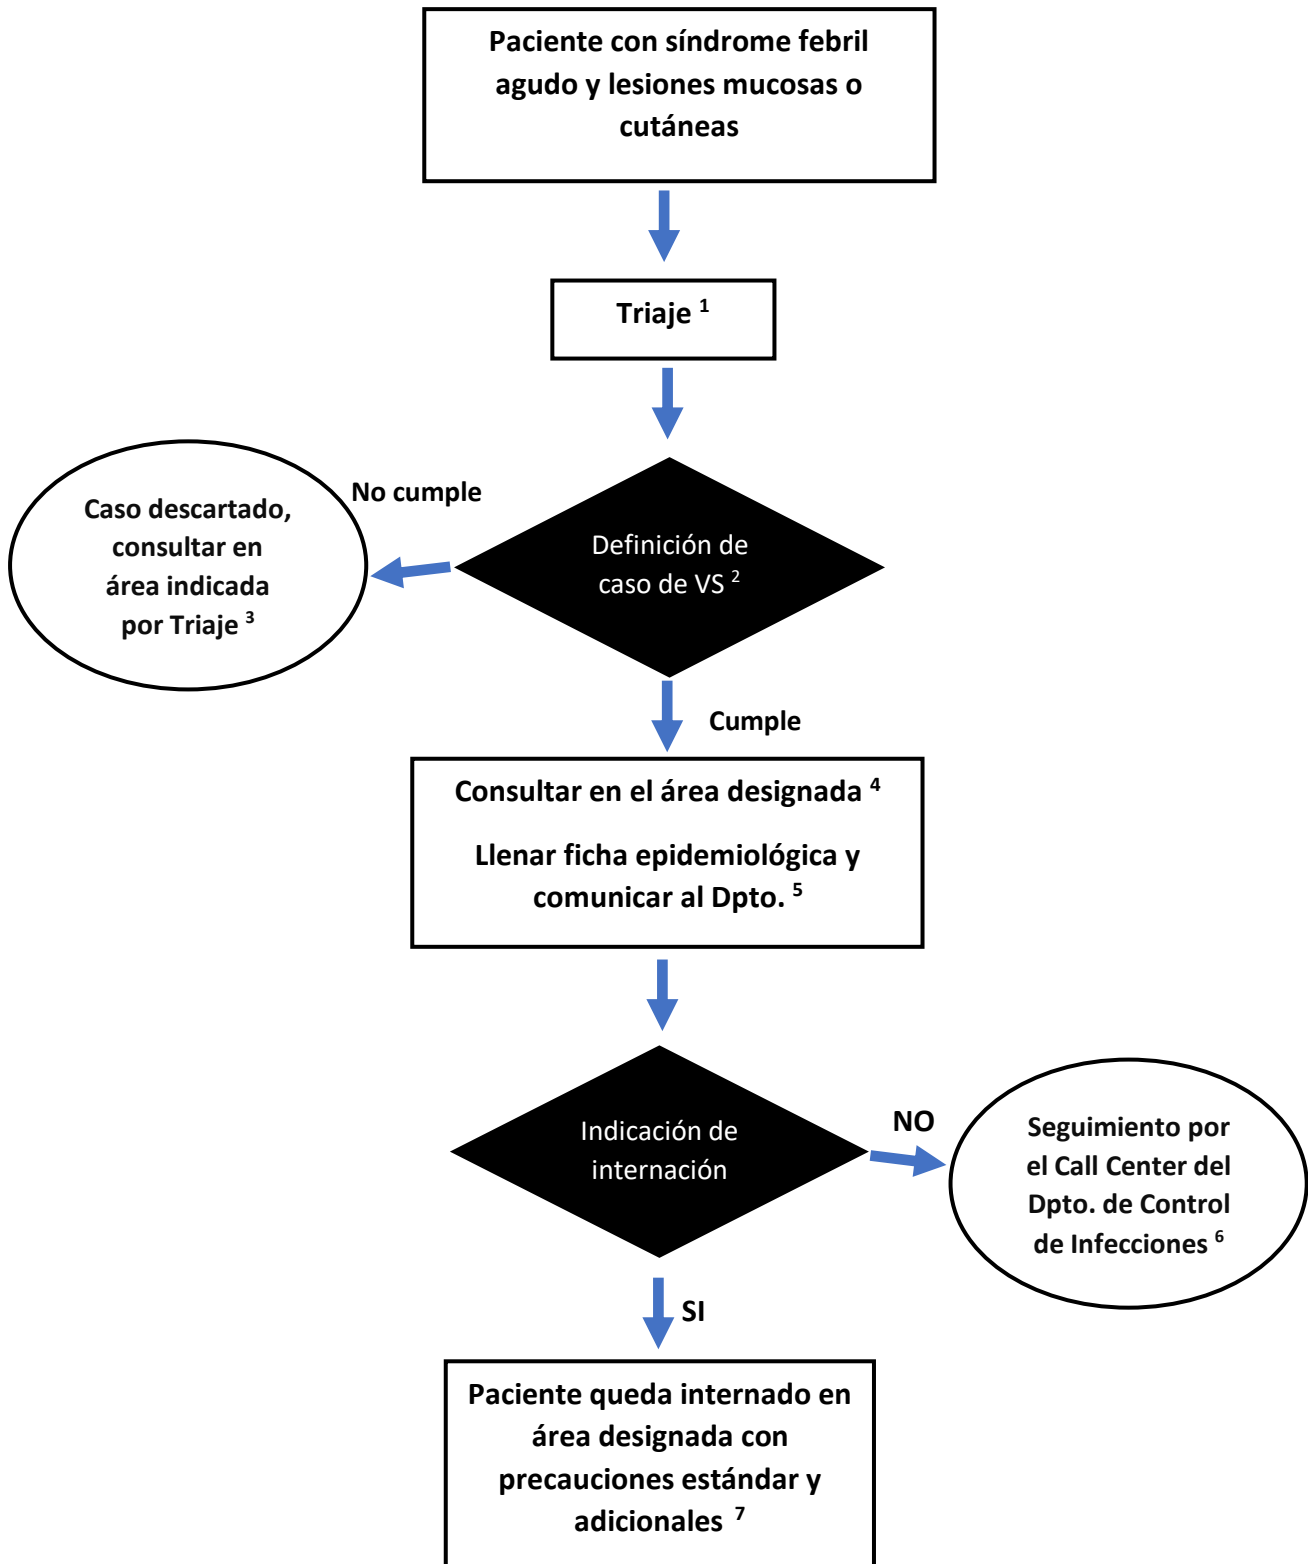 Paciente con síndrome febril
agudo y lesiones mucosas o
cutáneas
Triaje ¹
No cumple
Caso descartado,
consultar en
área indicada
por Triaje ³
Definición de
caso de VS ²
Cumple
Consultar en el área designada ⁴
Llenar ficha epidemiológica y
comunicar al Dpto. ⁵
Indicación de
internación
NO
Seguimiento por
el Call Center del
Dpto. de Control
de Infecciones ⁶
SI
Paciente queda internado en
área designada con
precauciones estándar y
adicionales ⁷